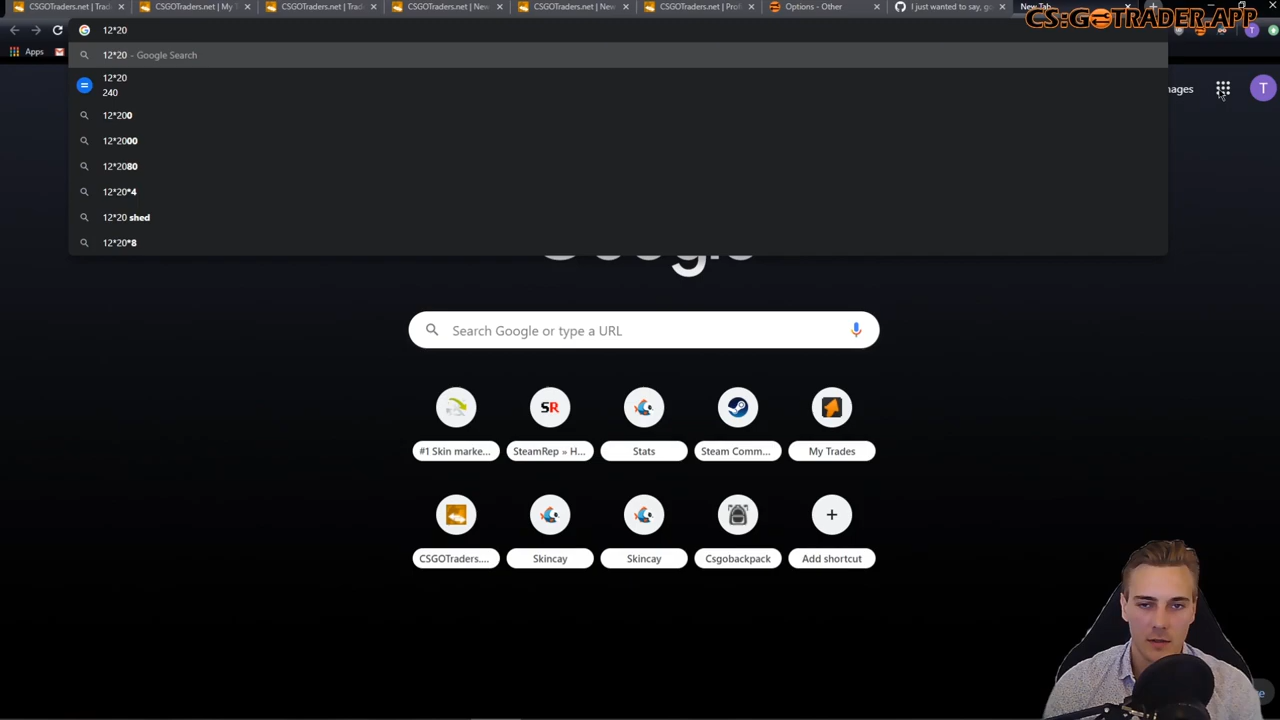 CSGOTraders.net | Trad
CSGOTraders.net | My T
CSGOTraders.net | Trad
CSGOTraders.net | New
CSGOTraders.net | New
CSGOTraders.net | Prof
Options - Other
I just wanted to say, go
New Tab
CS:GOTRADER.APP
12*20
Apps
12*20 - Google Search
12*20
240
12*200
12*2000
12*2080
12*20*4
12*20 shed
12*20*8
T
T
Search Google or type a URL
SR
#1 Skin marke...
SteamRep » H...
Stats
Steam Comm...
My Trades
CSGOTraders....
Skincay
Skincay
Csgobackpack
Add shortcut